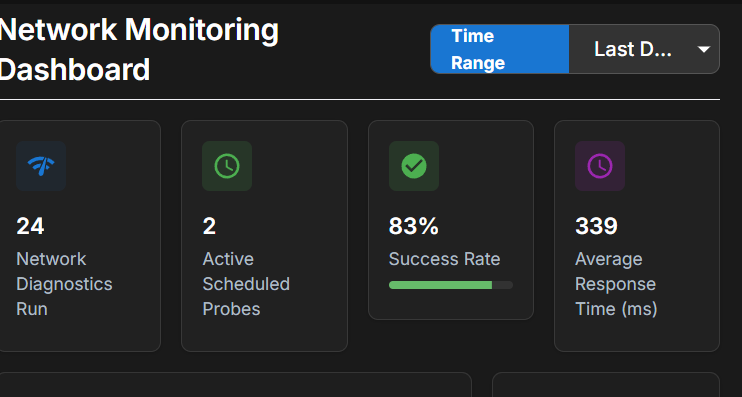 Network Monitoring
Dashboard
Time
Range
Last D...
24
Network
Diagnostics
Run
2
Active
Scheduled
Probes
83%
Success Rate
339
Average
Response
Time (ms)